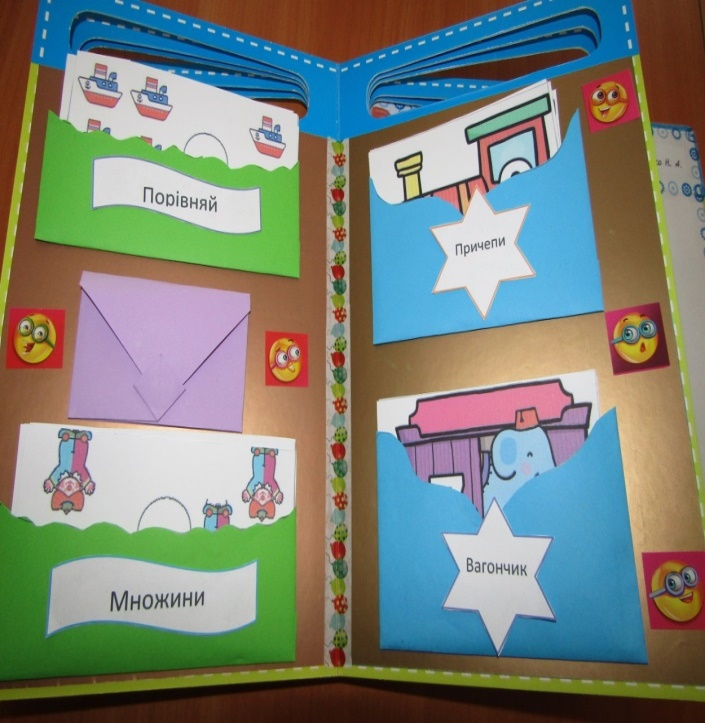 Порівняй
Причепи
Множини
Вагончик